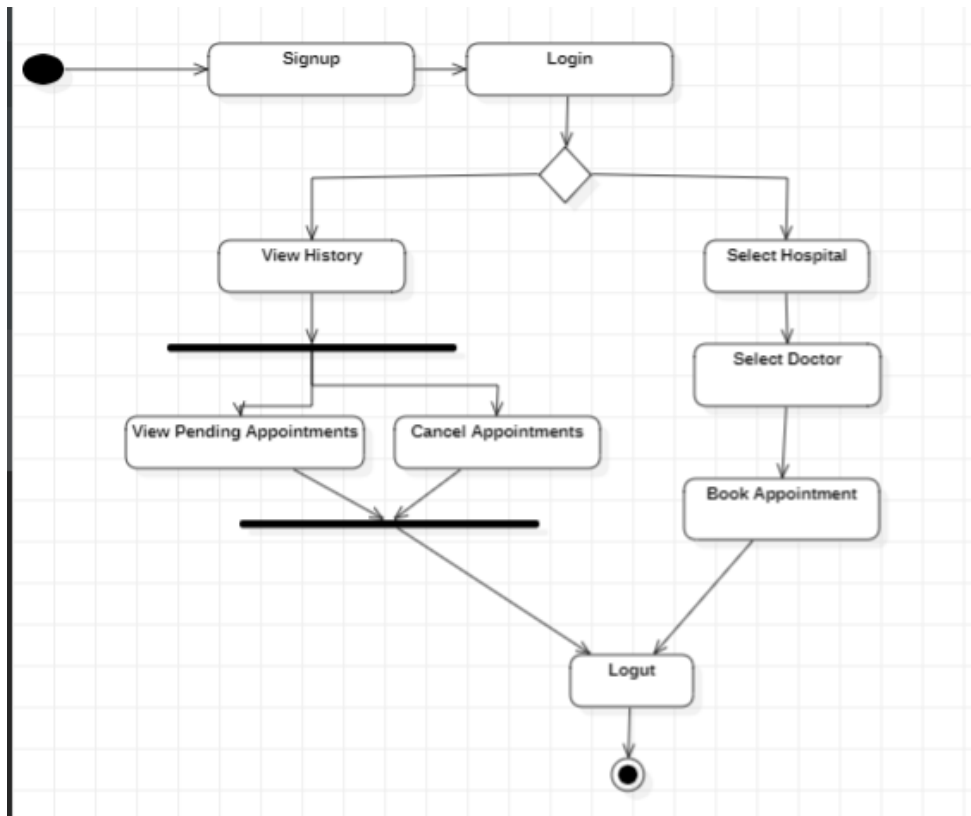 Signup
Login
View History
Select Hospital
Select Doctor
View Pending Appointments
Cancel Appointments
Book Appointment
Logut